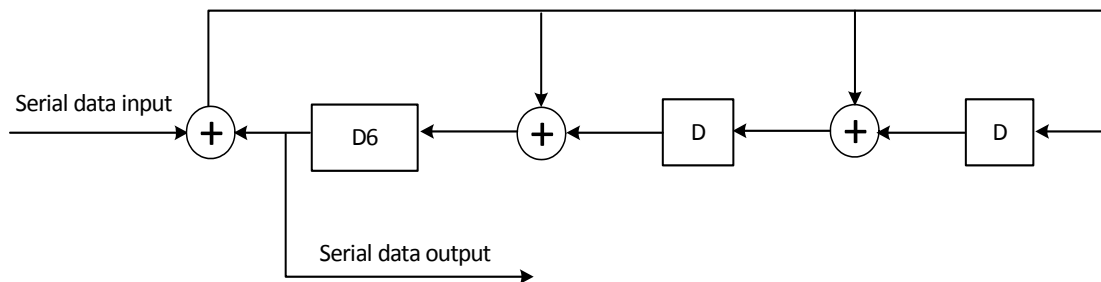 Serial data input
+
D6
+
D
+
D
Serial data output